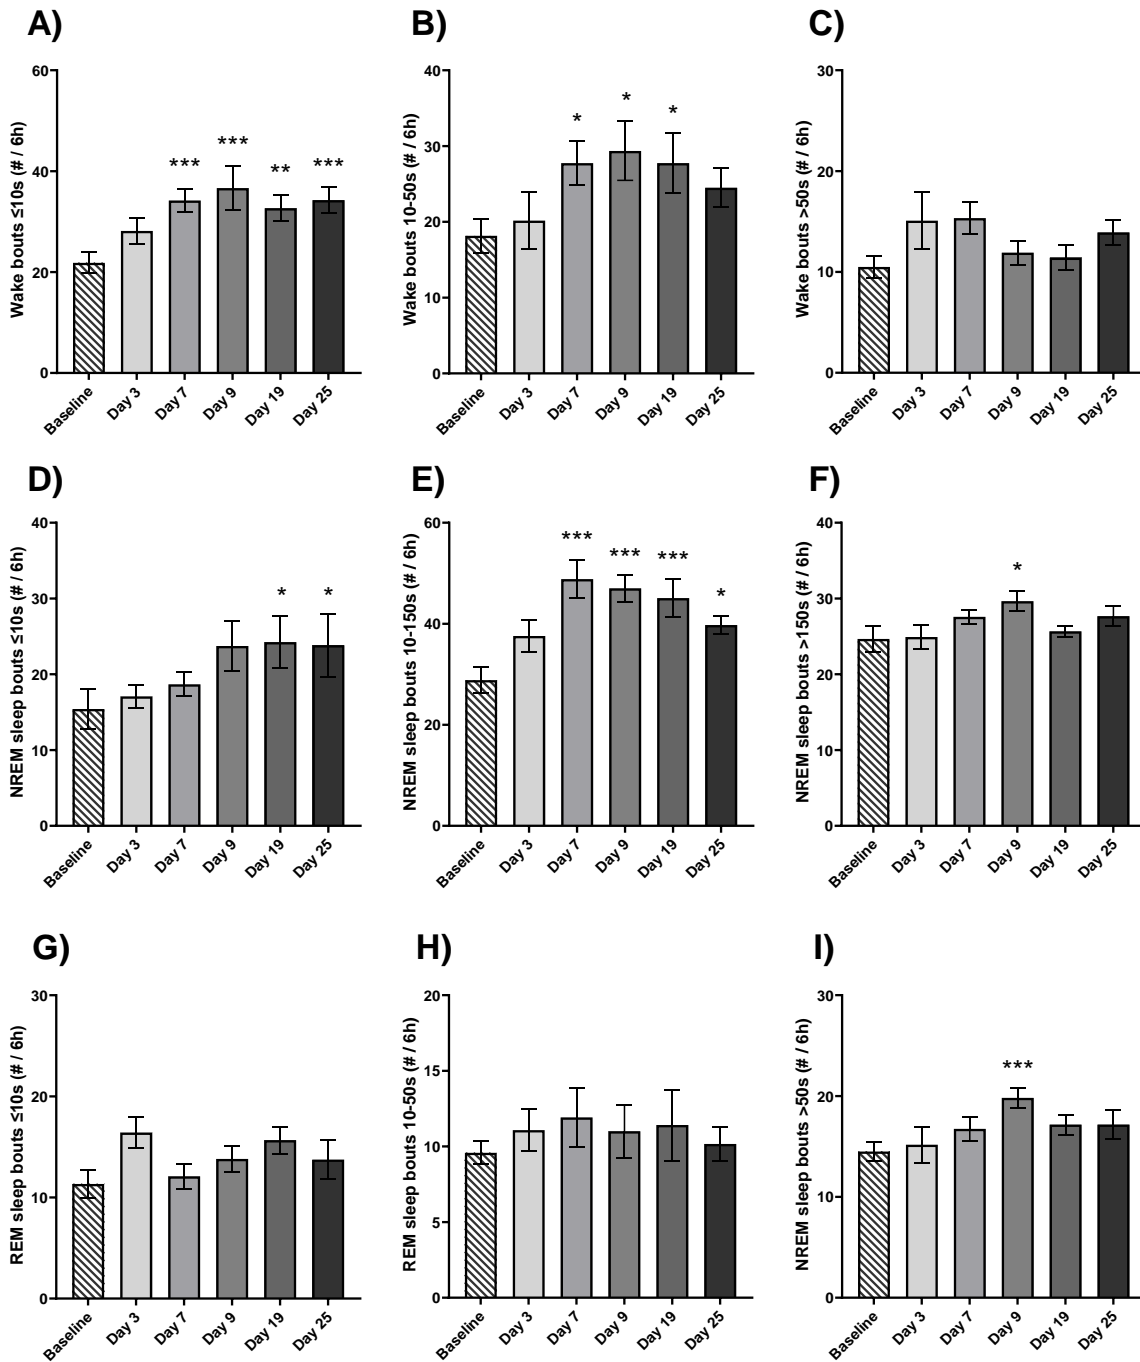 A)
Wake bouts ≤10s (# / 6h)
60
40
20
0
***
***
**
***
Baseline
Day 3
Day 7
Day 9
Day 19
Day 25
B)
Wake bouts 10-50s (# / 6h)
40
30
20
10
0
*
*
*
Baseline
Day 3
Day 7
Day 9
Day 19
Day 25
C)
Wake bouts >50s (# / 6h)
30
20
10
0
Baseline
Day 3
Day 7
Day 9
Day 19
Day 25
D)
NREM sleep bouts ≤10s (# / 6h)
40
30
20
10
0
*
*
Baseline
Day 3
Day 7
Day 9
Day 19
Day 25
E)
NREM sleep bouts 10-150s (# / 6h)
60
40
20
0
***
***
***
*
Baseline
Day 3
Day 7
Day 9
Day 19
Day 25
F)
NREM sleep bouts >150s (# / 6h)
40
30
20
10
0
*
Baseline
Day 3
Day 7
Day 9
Day 19
Day 25
G)
REM sleep bouts ≤10s (# / 6h)
30
20
10
0
Baseline
Day 3
Day 7
Day 9
Day 19
Day 25
H)
REM sleep bouts 10-50s (# / 6h)
20
15
10
5
0
Baseline
Day 3
Day 7
Day 9
Day 19
Day 25
I)
NREM sleep bouts >50s (# / 6h)
30
20
10
0
***
Baseline
Day 3
Day 7
Day 9
Day 19
Day 25